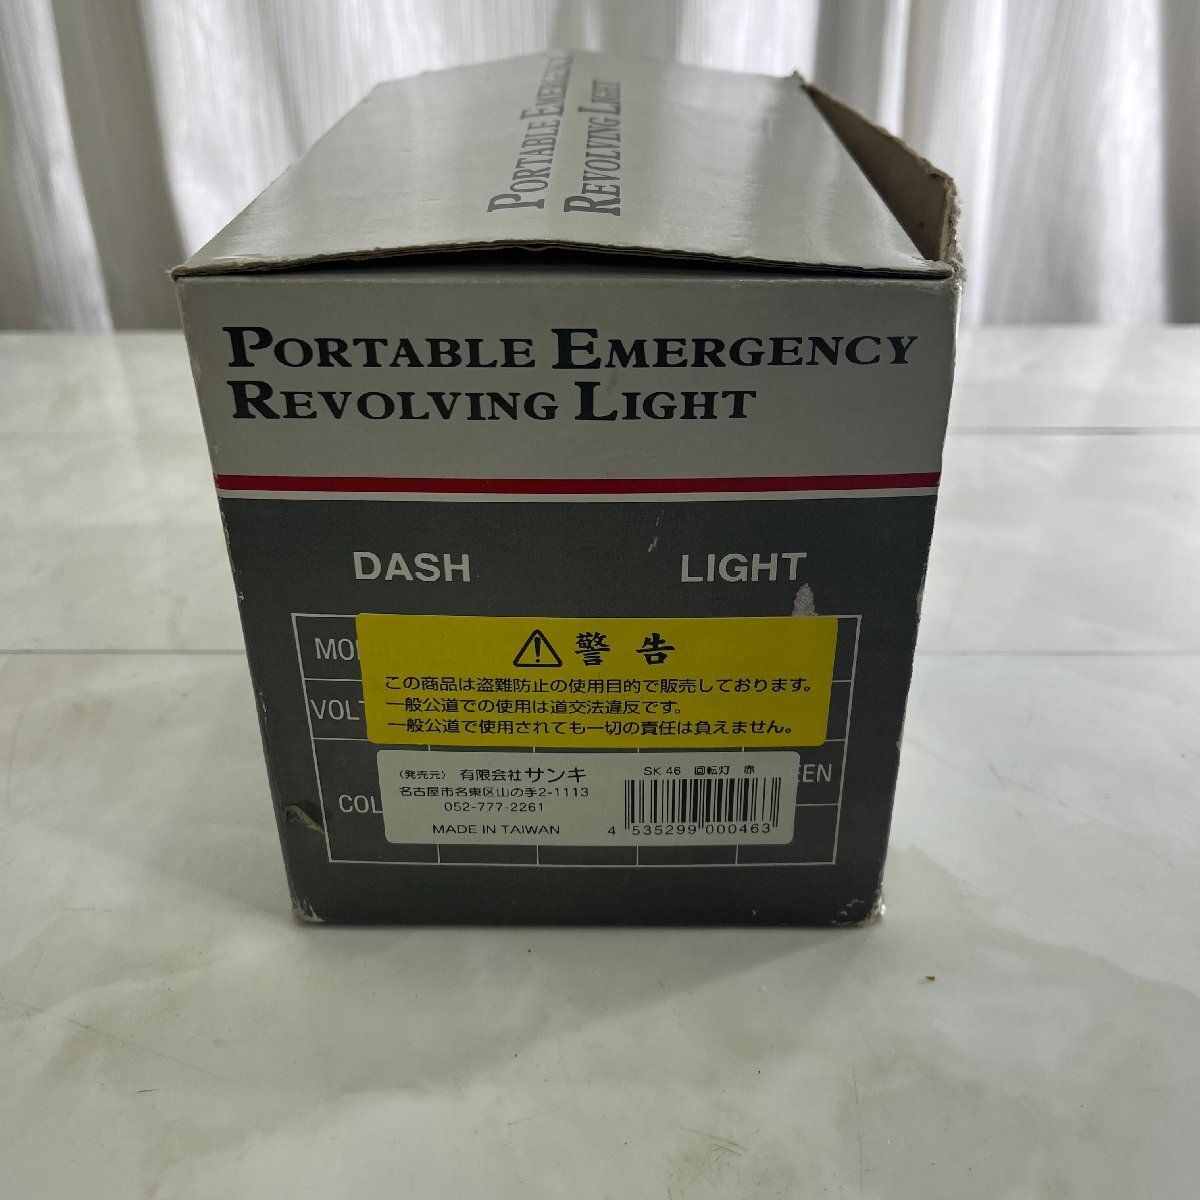 PORTABLE EMERGENCY
REVOLVING LIGHT
PORTABLE EMERGENCY
REVOLVING LIGHT
DASH LIGHT
⚠警告
この商品は盗難防止の使用目的で販売しております。
一般公道での使用は道交法違反です。
一般公道で使用されても一切の責任は負えません。
(発売元) 有限会社サンキ
名古屋市名東区山の手2-1113
052-777-2261
MADE IN TAIWAN
SK 46 回転灯 赤
4 535299 000463